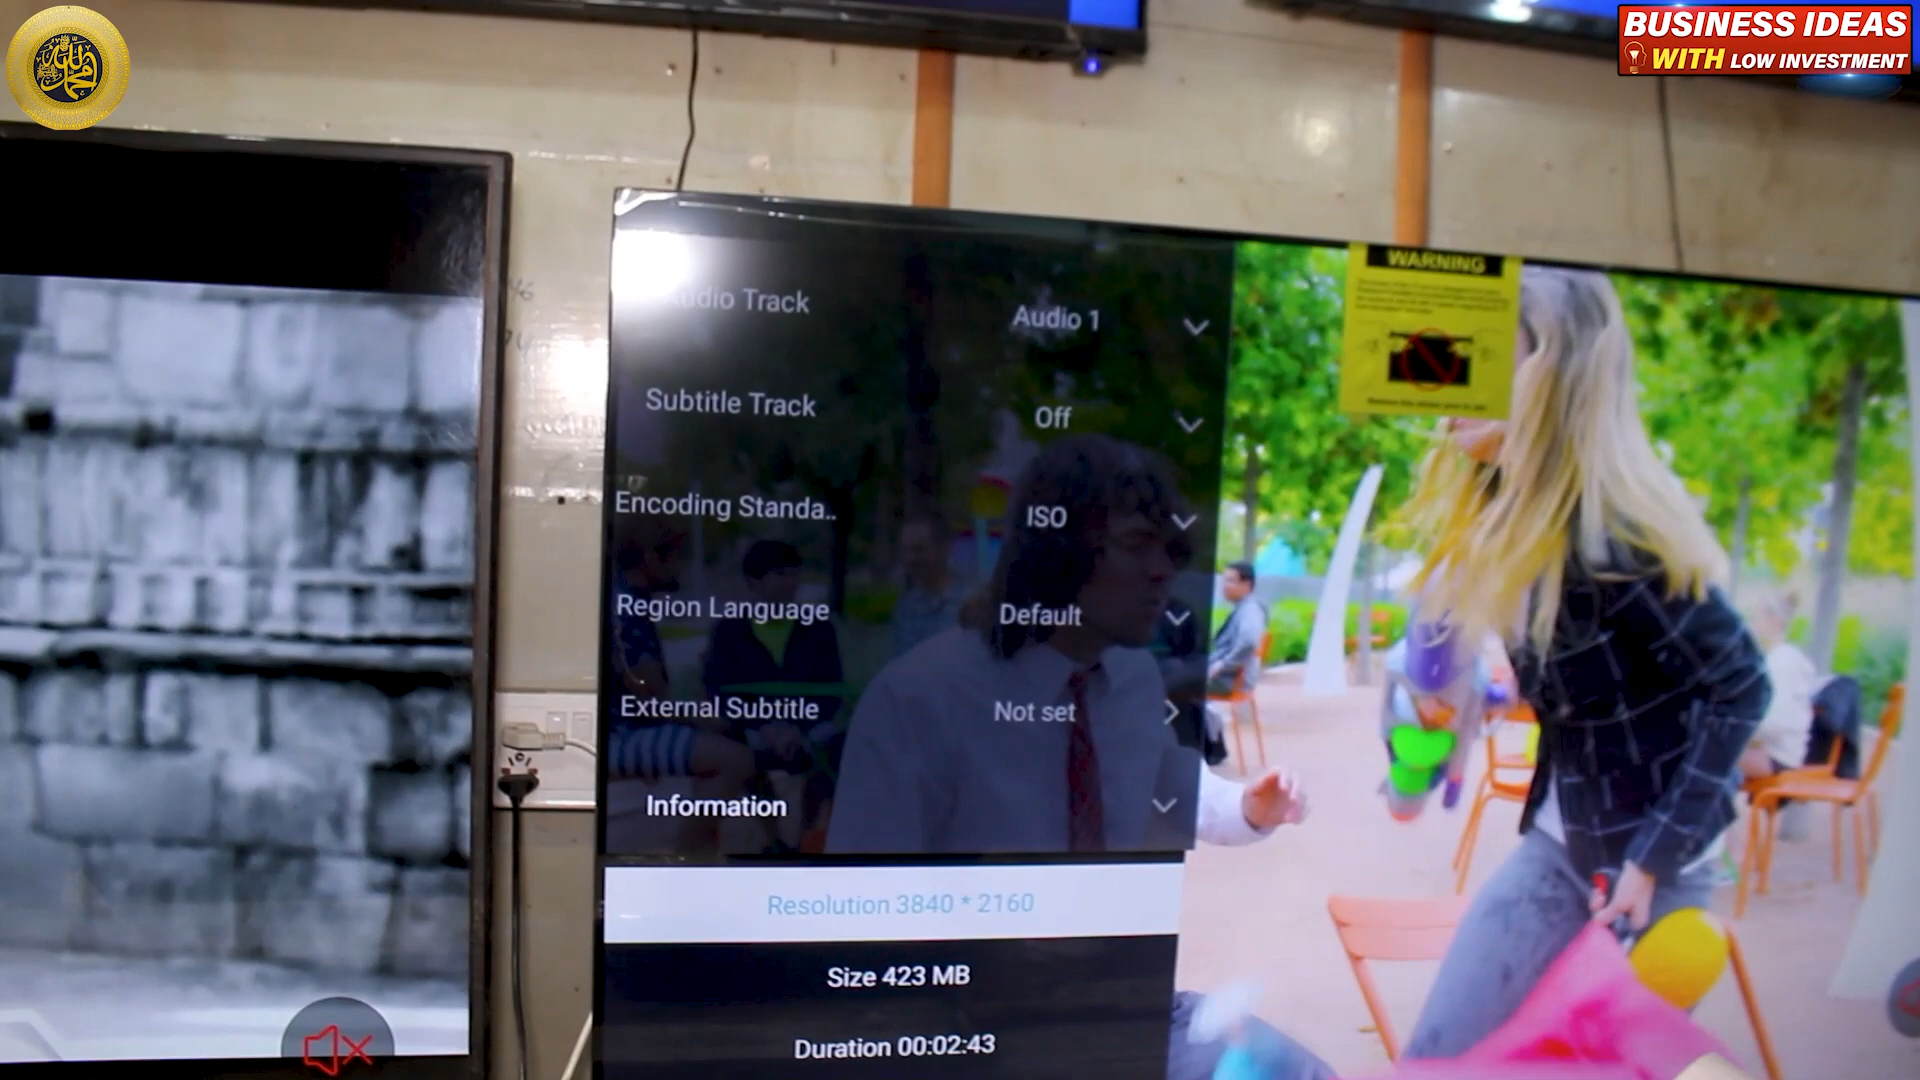 BUSINESS IDEAS
WITH LOW INVESTMENT
WARNING
Audio Track
Audio 1
Subtitle Track
Off
Encoding Standa..
ISO
Region Language
Default
External Subtitle
Not set
Information
Resolution 3840 * 2160
Size 423 MB
Duration 00:02:43